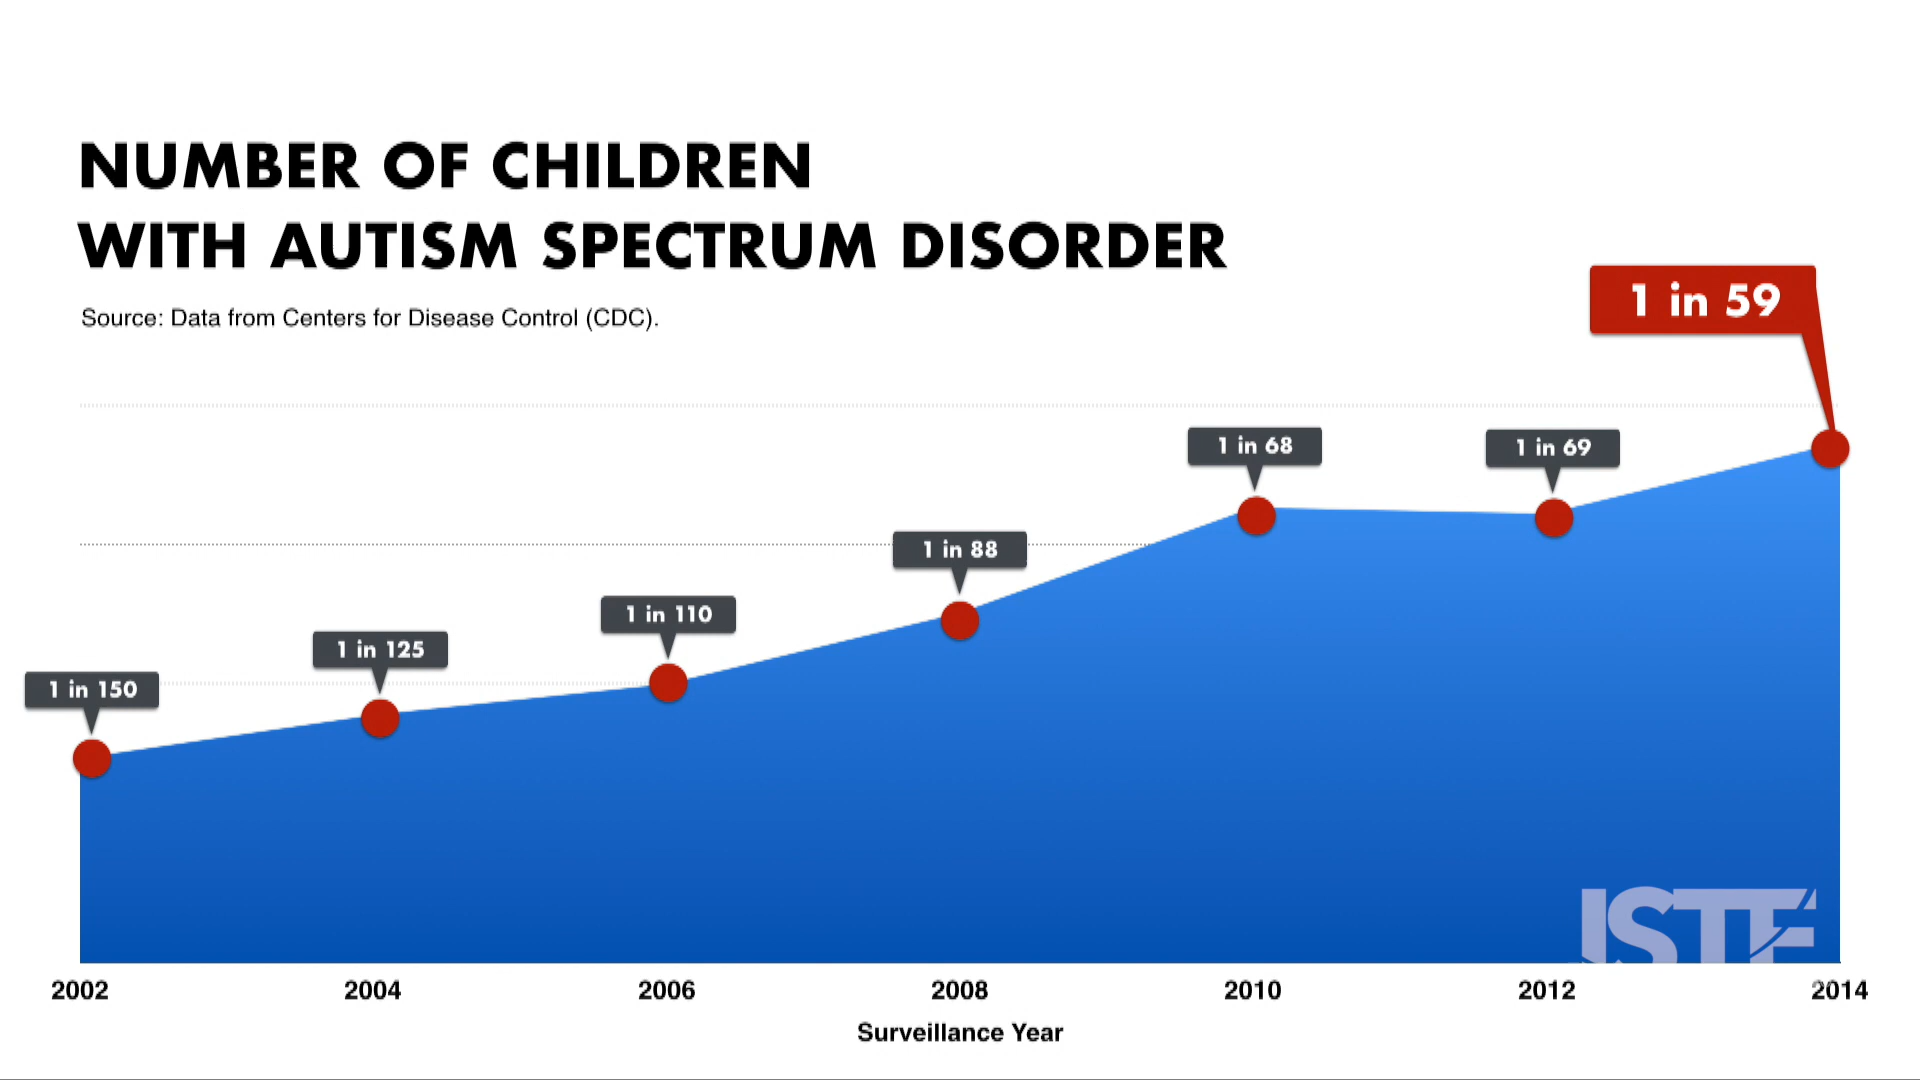 NUMBER OF CHILDREN
WITH AUTISM SPECTRUM DISORDER
Source: Data from Centers for Disease Control (CDC).
1 in 59
1 in 68
1 in 69
1 in 88
1 in 110
1 in 125
1 in 150
ISTE
2002 2004 2006 2008 2010 2012 2014
Surveillance Year